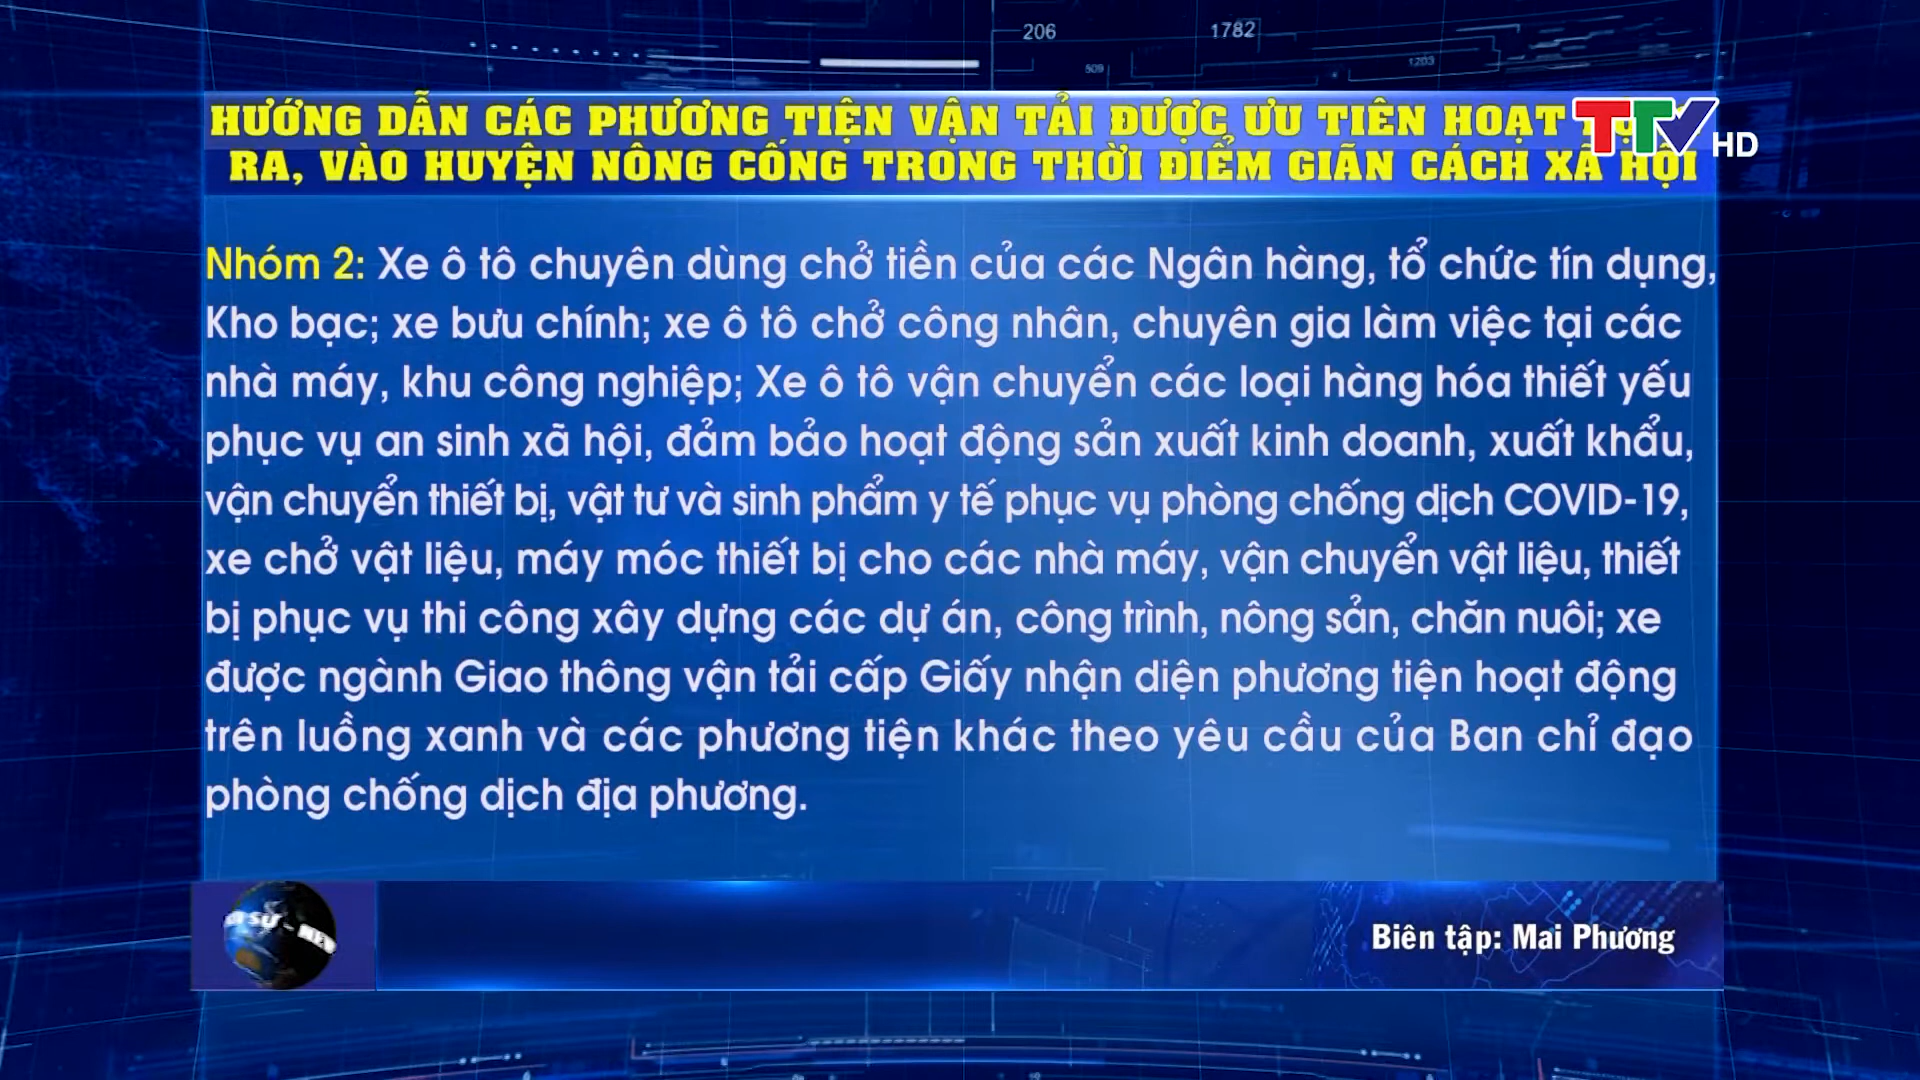 206
1782
509
1203
HƯỚNG DẪN CÁC PHƯƠNG TIỆN VẬN TẢI ĐƯỢC ƯU TIÊN HOẠT
TTV HD
RA, VÀO HUYỆN NÔNG CỐNG TRONG THỜI ĐIỂM GIÃN CÁCH XÃ HỘI
Nhóm 2: Xe ô tô chuyên dùng chở tiền của các Ngân hàng, tổ chức tín dụng,
Kho bạc; xe bưu chính; xe ô tô chở công nhân, chuyên gia làm việc tại các
nhà máy, khu công nghiệp; Xe ô tô vận chuyển các loại hàng hóa thiết yếu
phục vụ an sinh xã hội, đảm bảo hoạt động sản xuất kinh doanh, xuất khẩu,
vận chuyển thiết bị, vật tư và sinh phẩm y tế phục vụ phòng chống dịch COVID-19,
xe chở vật liệu, máy móc thiết bị cho các nhà máy, vận chuyển vật liệu, thiết
bị phục vụ thi công xây dựng các dự án, công trình, nông sản, chăn nuôi; xe
được ngành Giao thông vận tải cấp Giấy nhận diện phương tiện hoạt động
trên luồng xanh và các phương tiện khác theo yêu cầu của Ban chỉ đạo
phòng chống dịch địa phương.
Biên tập: Mai Phương